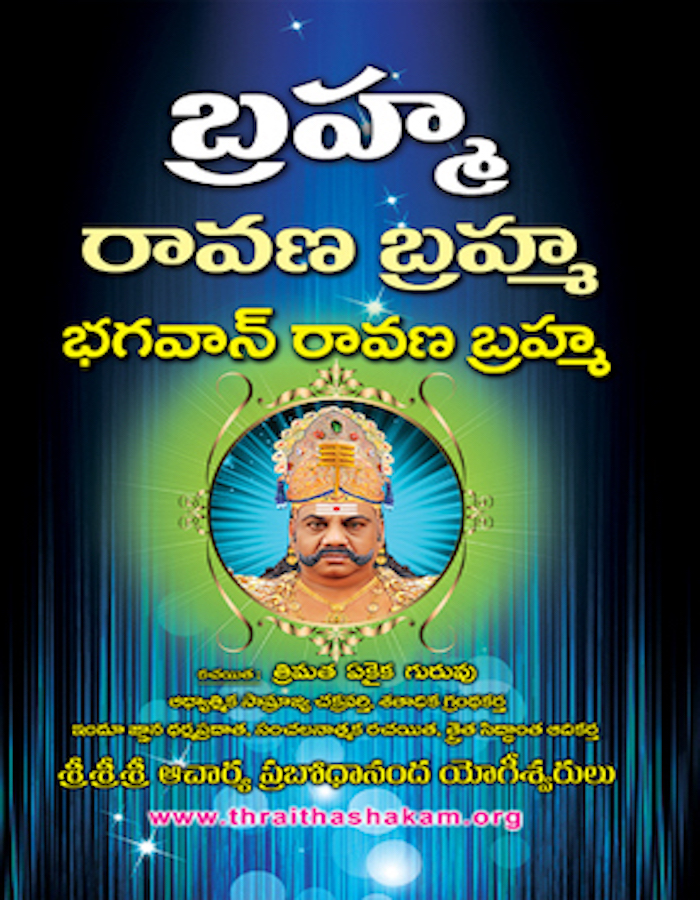 బ్రహ్మ
రావణ బ్రహ్మ
భగవాన్ రావణ బ్రహ్మ
రచయిత: త్రిమత ఏకైక గురువు
ఆధ్యాత్మిక సామ్రాజ్య చక్రవర్తి, శతాధిక గ్రంథకర్త
ఇందూ జ్ఞాన ధర్మప్రదాత, సంచలనాత్మక రచయిత, త్రైత సిద్ధాంత ఆదికర్త
శ్రీ.శ్రీ.శ్రీ ఆచార్య ప్రబోధానంద యోగీశ్వరులు
www.thraithashakam.org